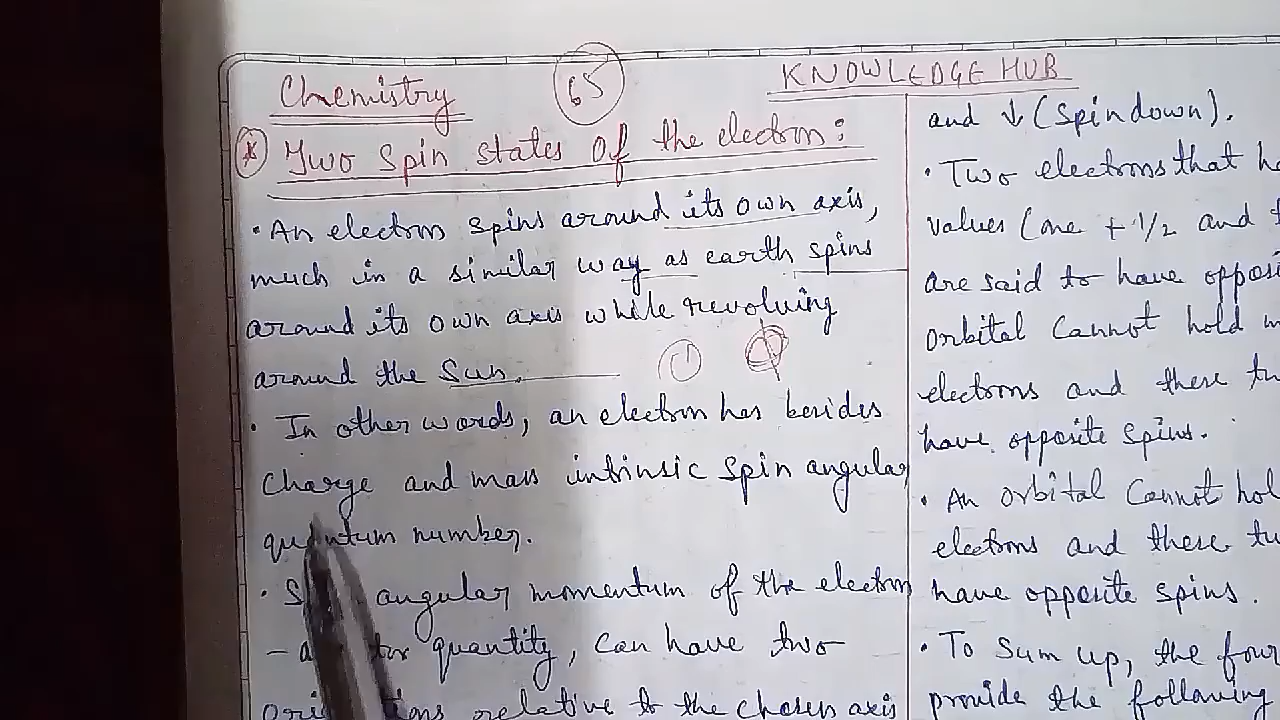 Chemistry
65
KNOWLEDGE HUB
Two Spin states Of the electron:
• An electron spins around its own axis,
much in a similar way as earth spins
around its own axis while revolving
around the Sun.
• In other words, an electron has besides
charge and mass intrinsic spin angular
quantum number.
• angular momentum of the electron
– quantity, can have two
relative to the chosen axis
and ↓ (Spin down).
• Two electrons that
values (one + 1/2 and
are said to have
Orbital Cannot hold
electrons and these
have opposite spins.
• An orbital Cannot
electrons and these
have opposite spins.
• To Sum up, the four
provide the following